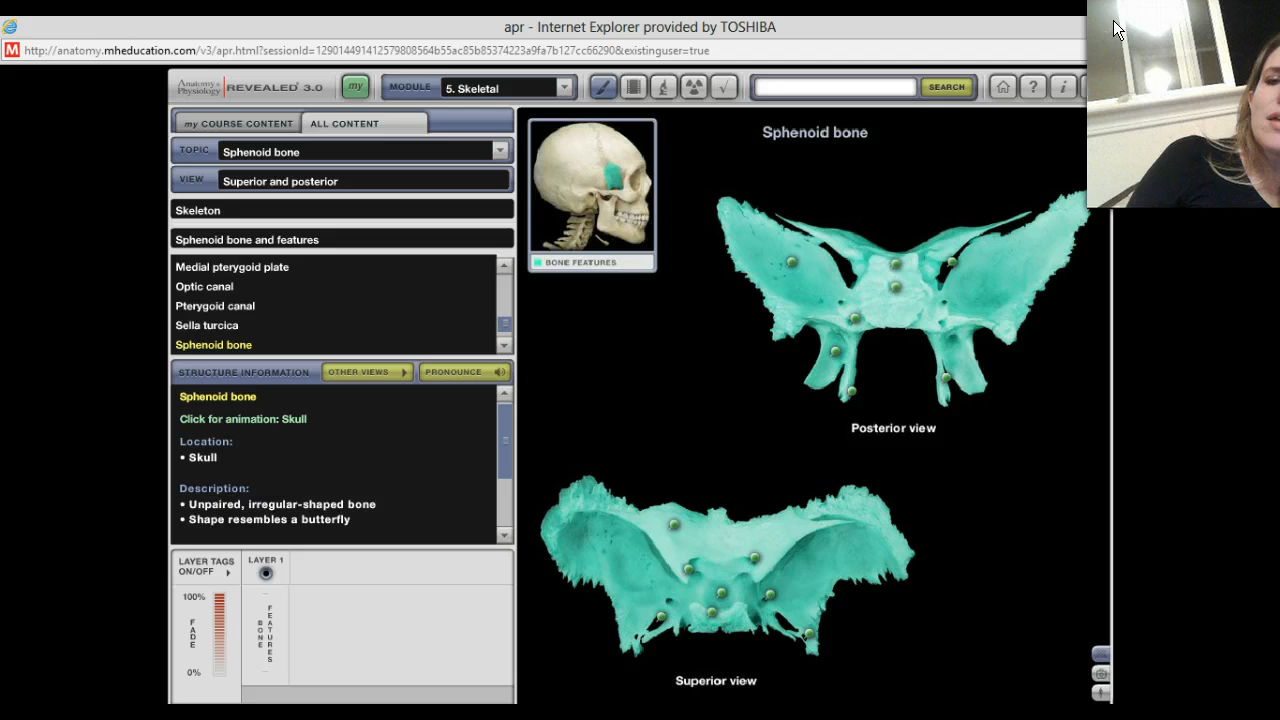 apr - Internet Explorer provided by TOSHIBA
http://anatomy.mheducation.com/v3/apr.html?sessionId=129014491412579808564b55ac85b85374223a9fa7b127cc66290&existinguser=true
Anatomy & Physiology REVEALED 3.0
my
MODULE 5. Skeletal
SEARCH
?
i
my COURSE CONTENT
ALL CONTENT
TOPIC Sphenoid bone
VIEW Superior and posterior
Skeleton
Sphenoid bone and features
Medial pterygoid plate
Optic canal
Pterygoid canal
Sella turcica
Sphenoid bone
STRUCTURE INFORMATION
OTHER VIEWS
PRONOUNCE
Sphenoid bone
Click for animation: Skull
Location:
• Skull
Description:
• Unpaired, irregular-shaped bone
• Shape resembles a butterfly
LAYER TAGS
ON/OFF
LAYER 1
100%
FADE
0%
BONE FEATURES
BONE FEATURES
Sphenoid bone
Posterior view
Superior view